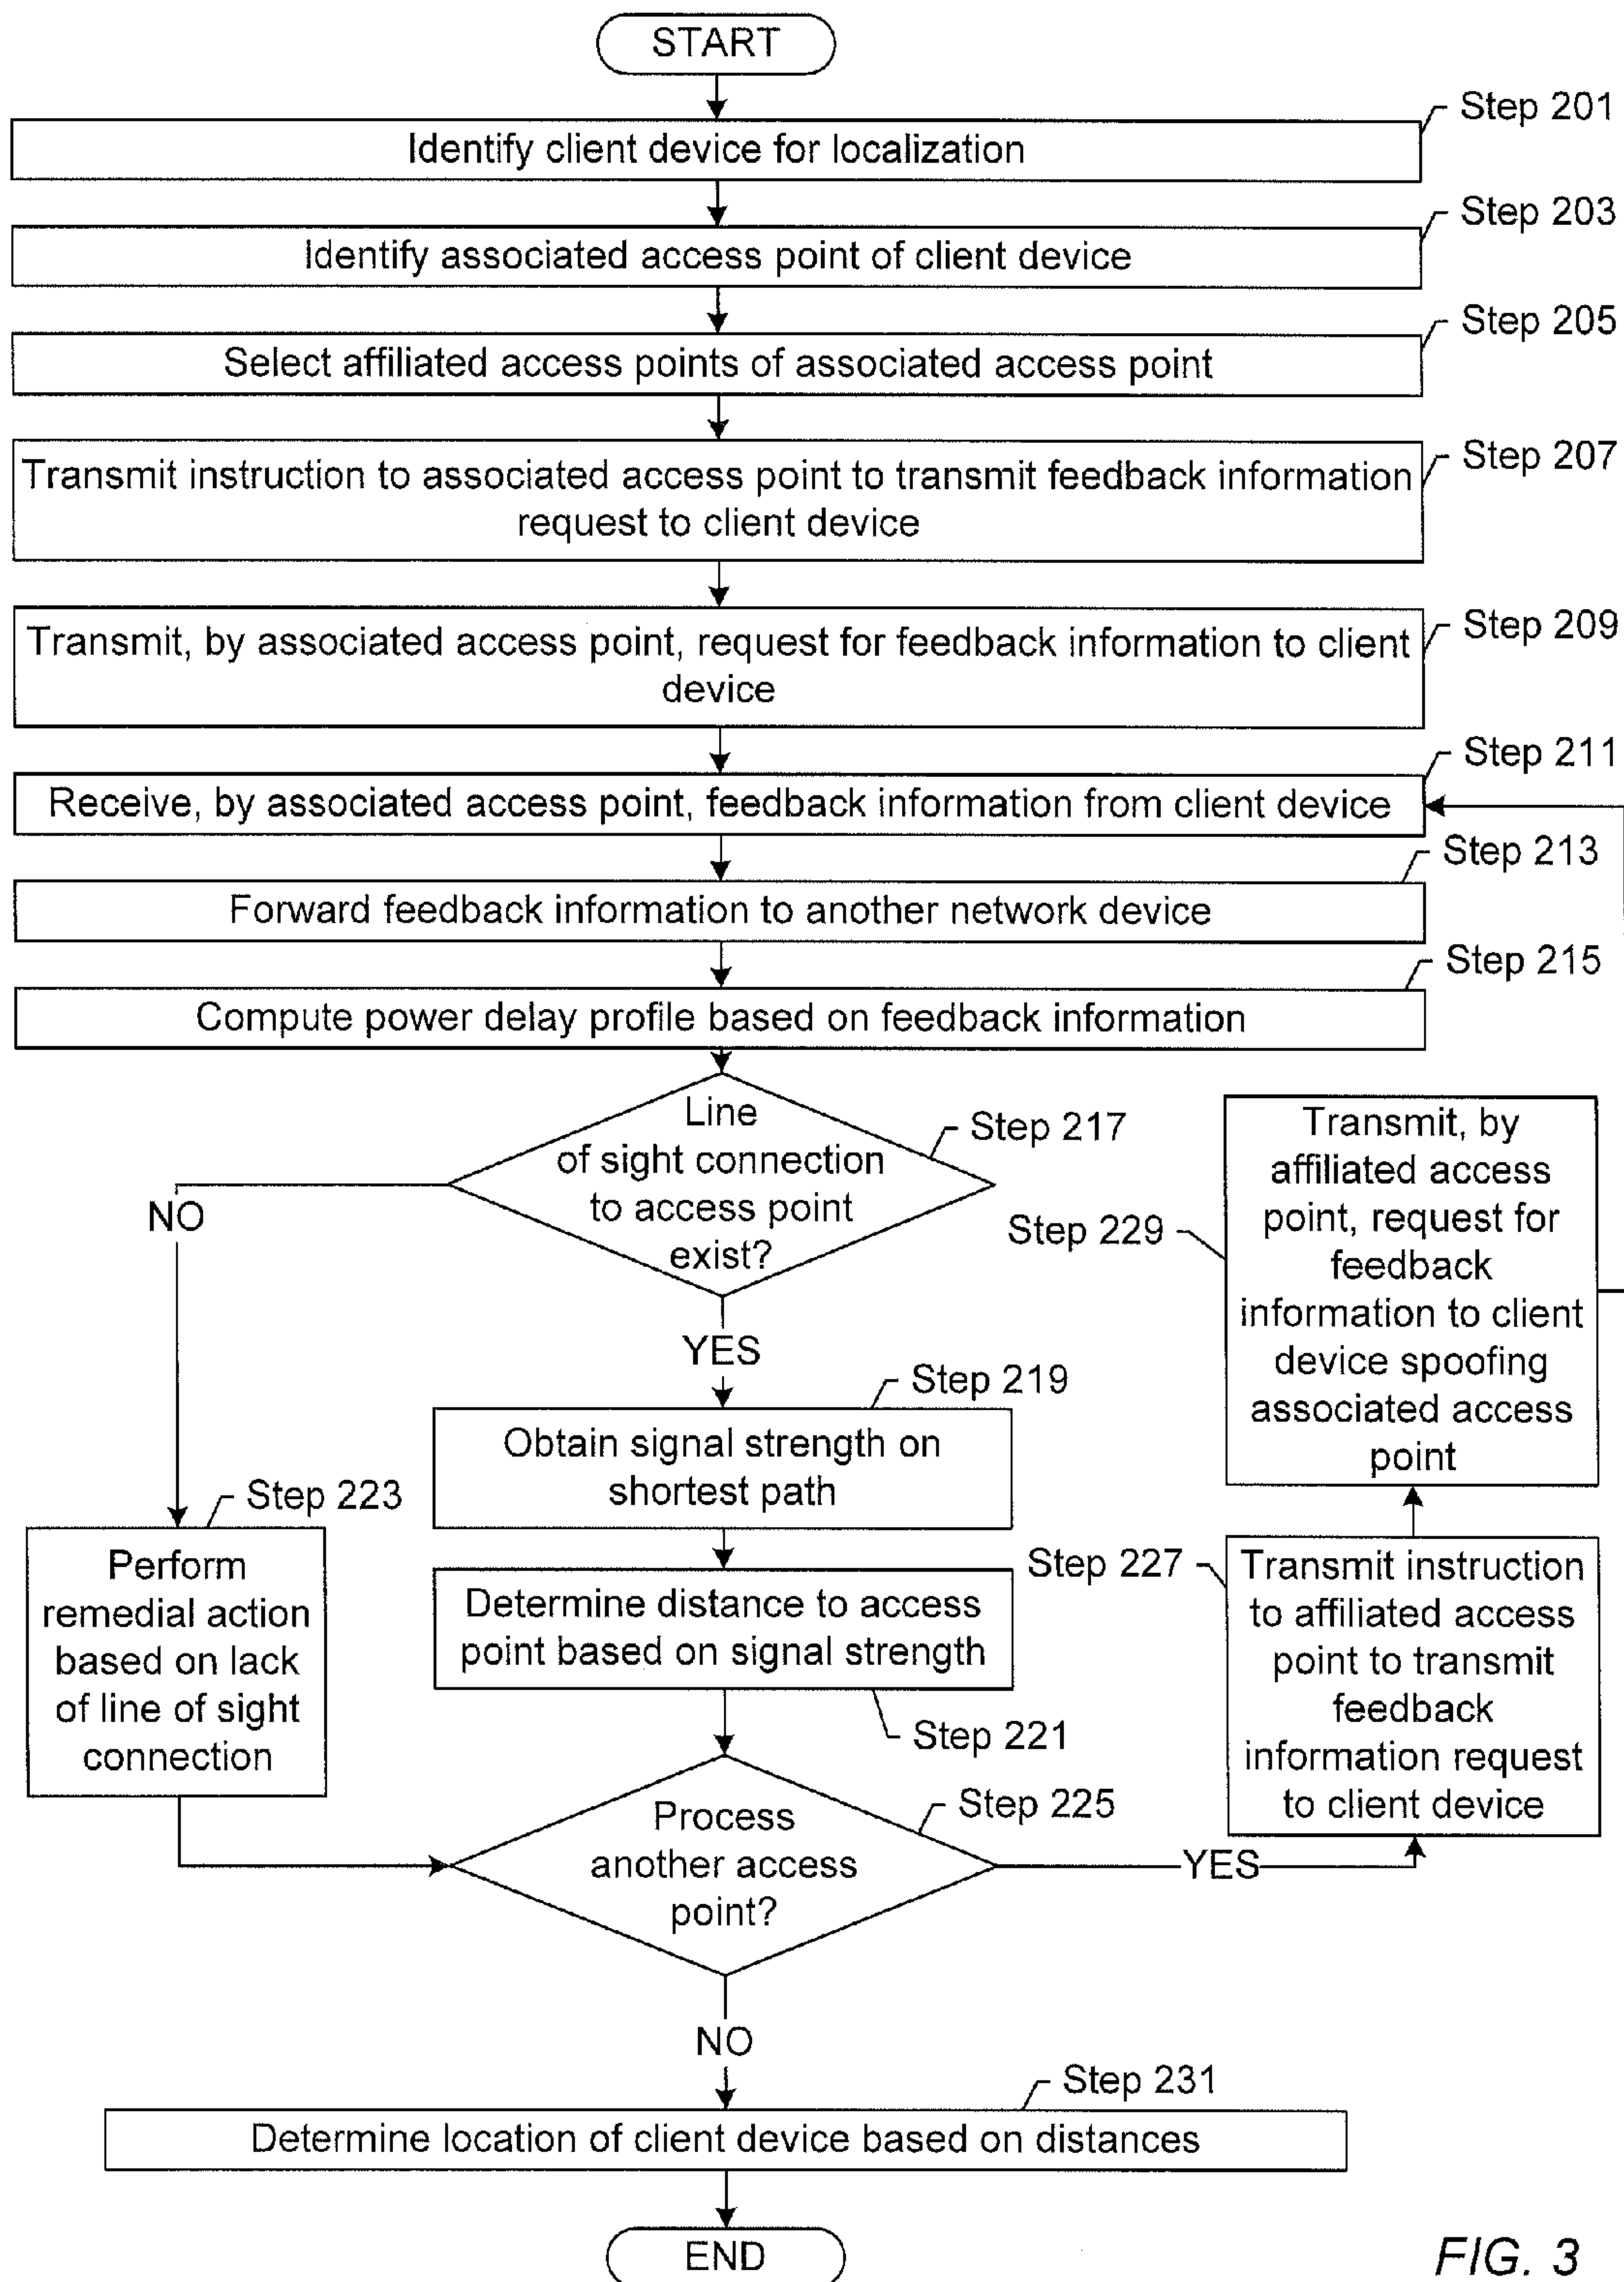 START
Step 201
Identify client device for localization
Step 203
Identify associated access point of client device
Step 205
Select affiliated access points of associated access point
Step 207
Transmit instruction to associated access point to transmit feedback information
request to client device
Step 209
Transmit, by associated access point, request for feedback information to client
device
Step 211
Receive, by associated access point, feedback information from client device
Step 213
Forward feedback information to another network device
Step 215
Compute power delay profile based on feedback information
Step 217
Line
of sight connection
to access point
exist?
NO
YES
Step 219
Obtain signal strength on
shortest path
Step 221
Determine distance to access
point based on signal strength
Step 223
Perform
remedial action
based on lack
of line of sight
connection
Step 225
Process
another access
point?
YES
Step 227
Transmit instruction
to affiliated access
point to transmit
feedback
information request
to client device
Step 229
Transmit, by
affiliated access
point, request for
feedback
information to client
device spoofing
associated access
point
NO
Step 231
Determine location of client device based on distances
END
FIG. 3